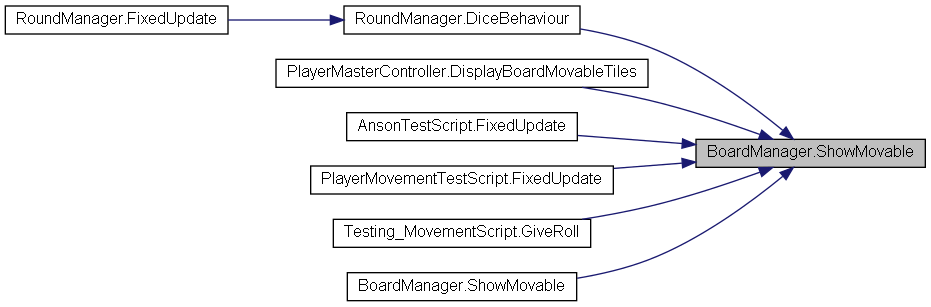 RoundManager.FixedUpdate
RoundManager.DiceBehaviour
PlayerMasterController.DisplayBoardMovableTiles
AnsonTestScript.FixedUpdate
BoardManager.ShowMovable
PlayerMovementTestScript.FixedUpdate
Testing_MovementScript.GiveRoll
BoardManager.ShowMovable